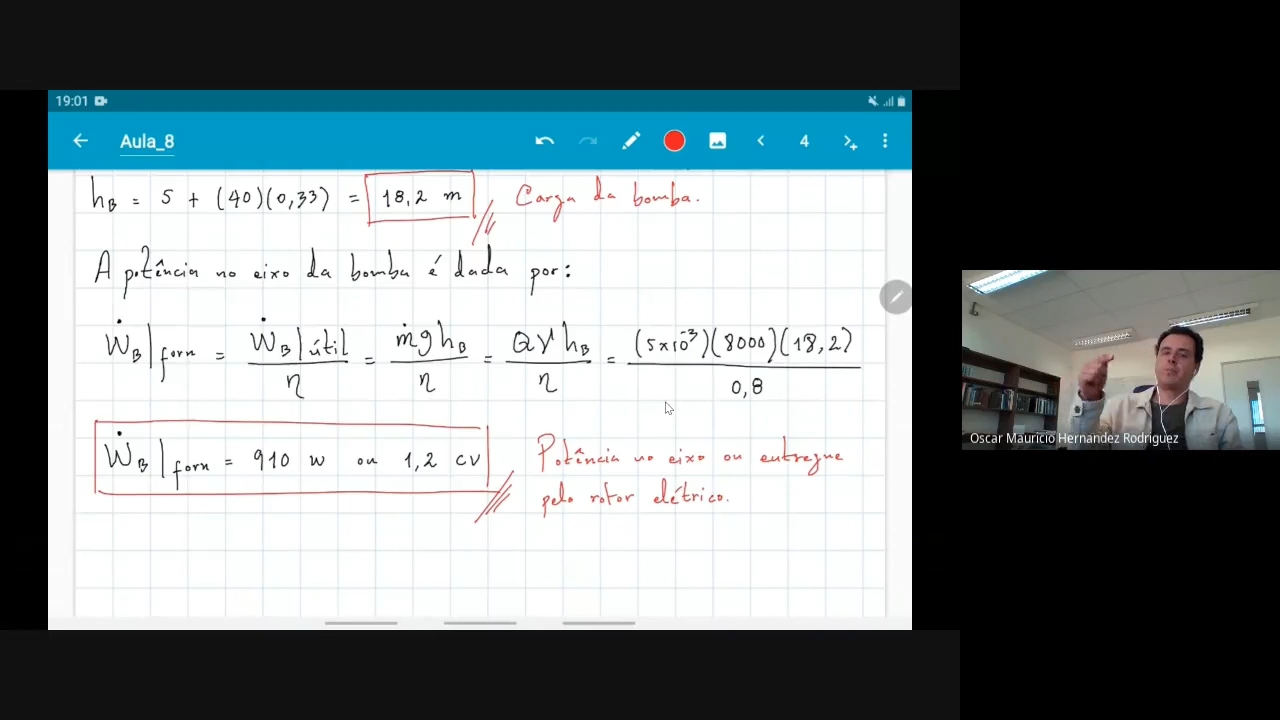 19:01
Aula_8
4
h_B = 5 + (40)(0,33) = 18,2 m Carga da bomba.
A potência no eixo da bomba é dada por:
Ẇ_B|forn = Ẇ_B|útil / η = ṁgh_B / η = Qγh_B / η = (5x10^-3)(8000)(18,2) / 0,8
Ẇ_B|forn = 910 w ou 1,2 cv
Potência no eixo ou entregue
pelo rotor elétrico.
Oscar Mauricio Hernandez Rodriguez